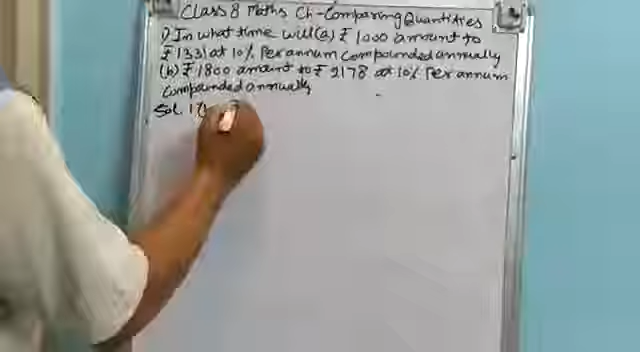 Class 8 Maths Ch-Comparing Quantities
1) In what time will (a) ₹ 1000 amount to
₹ 1331 at 10% Per annum compounded annually
(b) ₹ 1800 amount to ₹ 2178 at 10% Per annum
compounded annually
Sol. 1